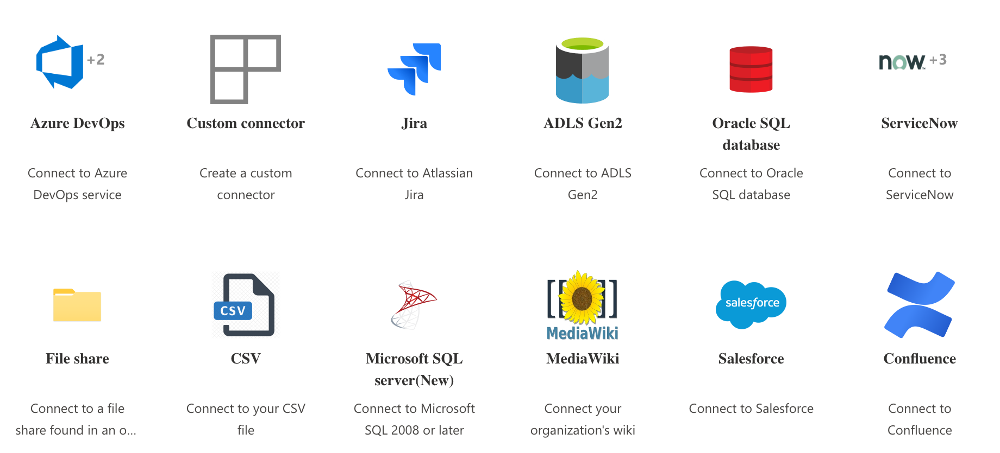 +2
now™ +3
Azure DevOps
Custom connector
Jira
ADLS Gen2
Oracle SQL
database
ServiceNow
Connect to Azure
DevOps service
Create a custom
connector
Connect to Atlassian
Jira
Connect to ADLS
Gen2
Connect to Oracle
SQL database
Connect to
ServiceNow
CSV
[[]]
MediaWiki
salesforce
File share
CSV
Microsoft SQL
server(New)
MediaWiki
Salesforce
Confluence
Connect to a file
share found in an o...
Connect to your CSV
file
Connect to Microsoft
SQL 2008 or later
Connect your
organization's wiki
Connect to Salesforce
Connect to
Confluence